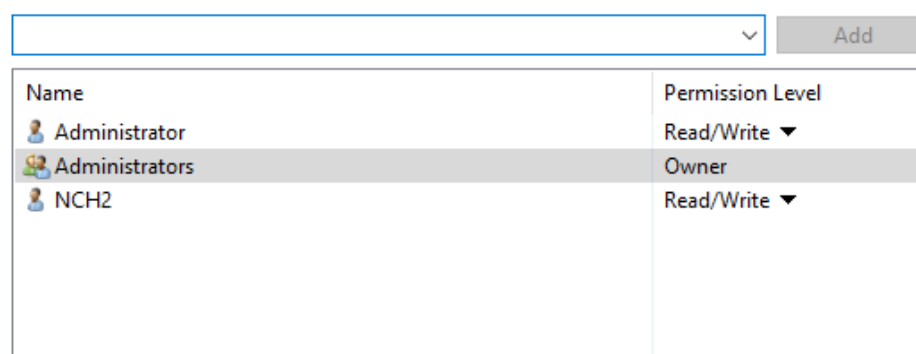 Add
Name Permission Level
Administrator Read/Write
Administrators Owner
NCH2 Read/Write